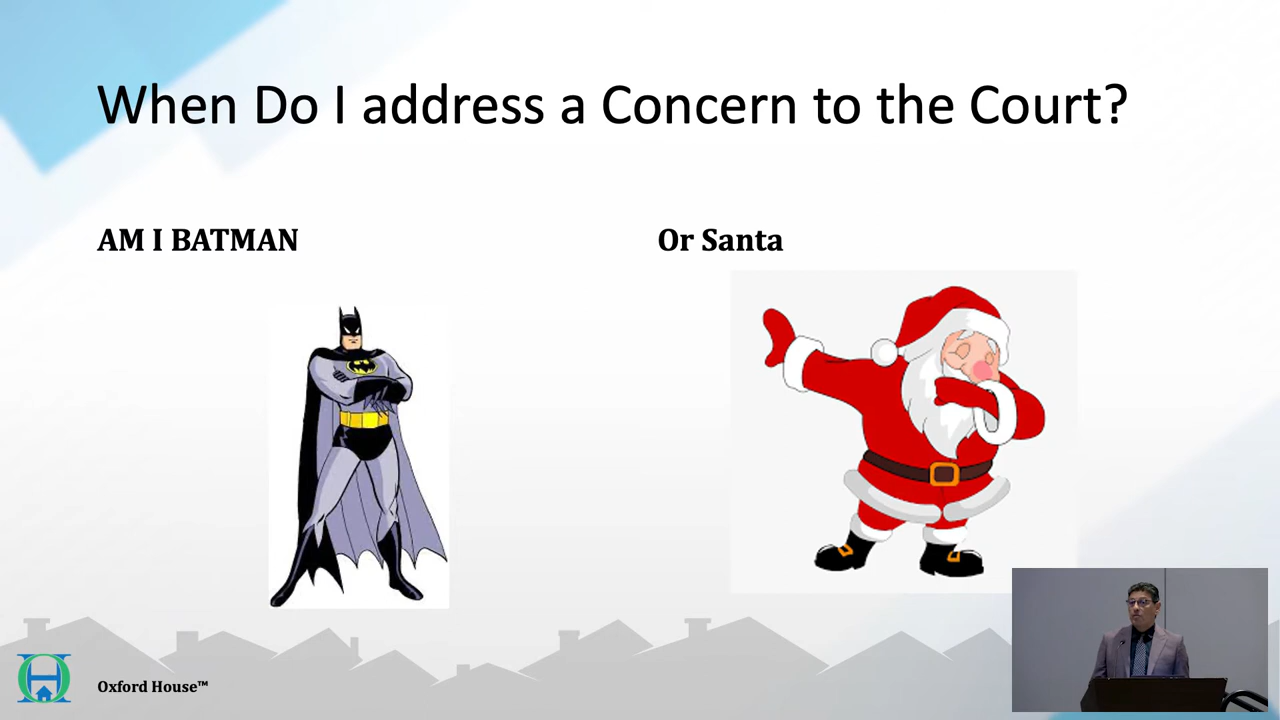 When Do I address a Concern to the Court?
AM I BATMAN
Or Santa
Oxford House™